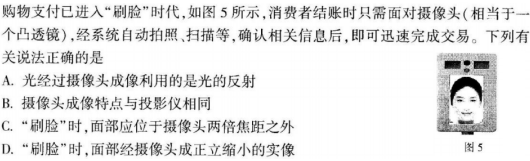 购物支付已进入“刷脸”时代,如图 5 所示,消费者结账时只需面对摄像头(相当于一
个凸透镜),经系统自动拍照、扫描等,确认相关信息后,即可迅速完成交易。下列有
关说法正确的是
A. 光经过摄像头成像利用的是光的反射
B. 摄像头成像特点与投影仪相同
C. “刷脸”时,面部应位于摄像头两倍焦距之外
D. “刷脸”时,面部经摄像头成正立缩小的实像
图 5